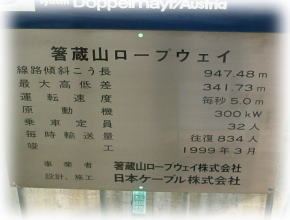 System Doppelmayr/Austria
箸蔵山ロープウェイ
線路傾斜こう長 947.48m
最大高低差 341.73m
運転速度 毎秒5.0m
原動機 300kW
乗車定員 32人
毎時輸送量 往復834人
竣工 1999年3月
事業者 箸蔵山ロープウェイ株式会社
設計、施工 日本ケーブル株式会社